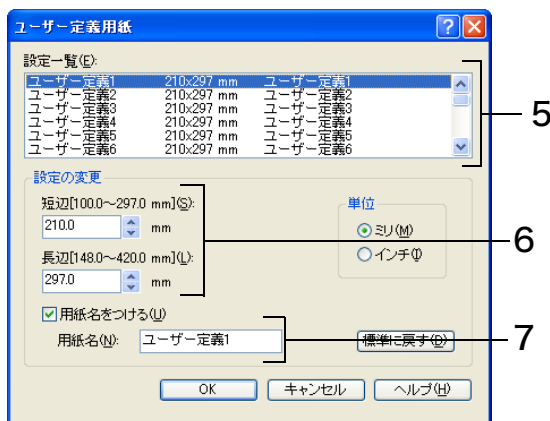 ユーザー定義用紙
設定一覧(E):
ユーザー定義1 210x297 mm ユーザー定義1
ユーザー定義2 210x297 mm ユーザー定義2
ユーザー定義3 210x297 mm ユーザー定義3
ユーザー定義4 210x297 mm ユーザー定義4
ユーザー定義5 210x297 mm ユーザー定義5
ユーザー定義6 210x297 mm ユーザー定義6
5
設定の変更
短辺[100.0～297.0 mm](S):
210.0 mm
長辺[148.0～420.0 mm](L):
297.0 mm
単位
ミリ(M)
インチ(I)
6
用紙名をつける(U)
用紙名(N): ユーザー定義1
標準に戻す(D)
7
OK キャンセル ヘルプ(H)